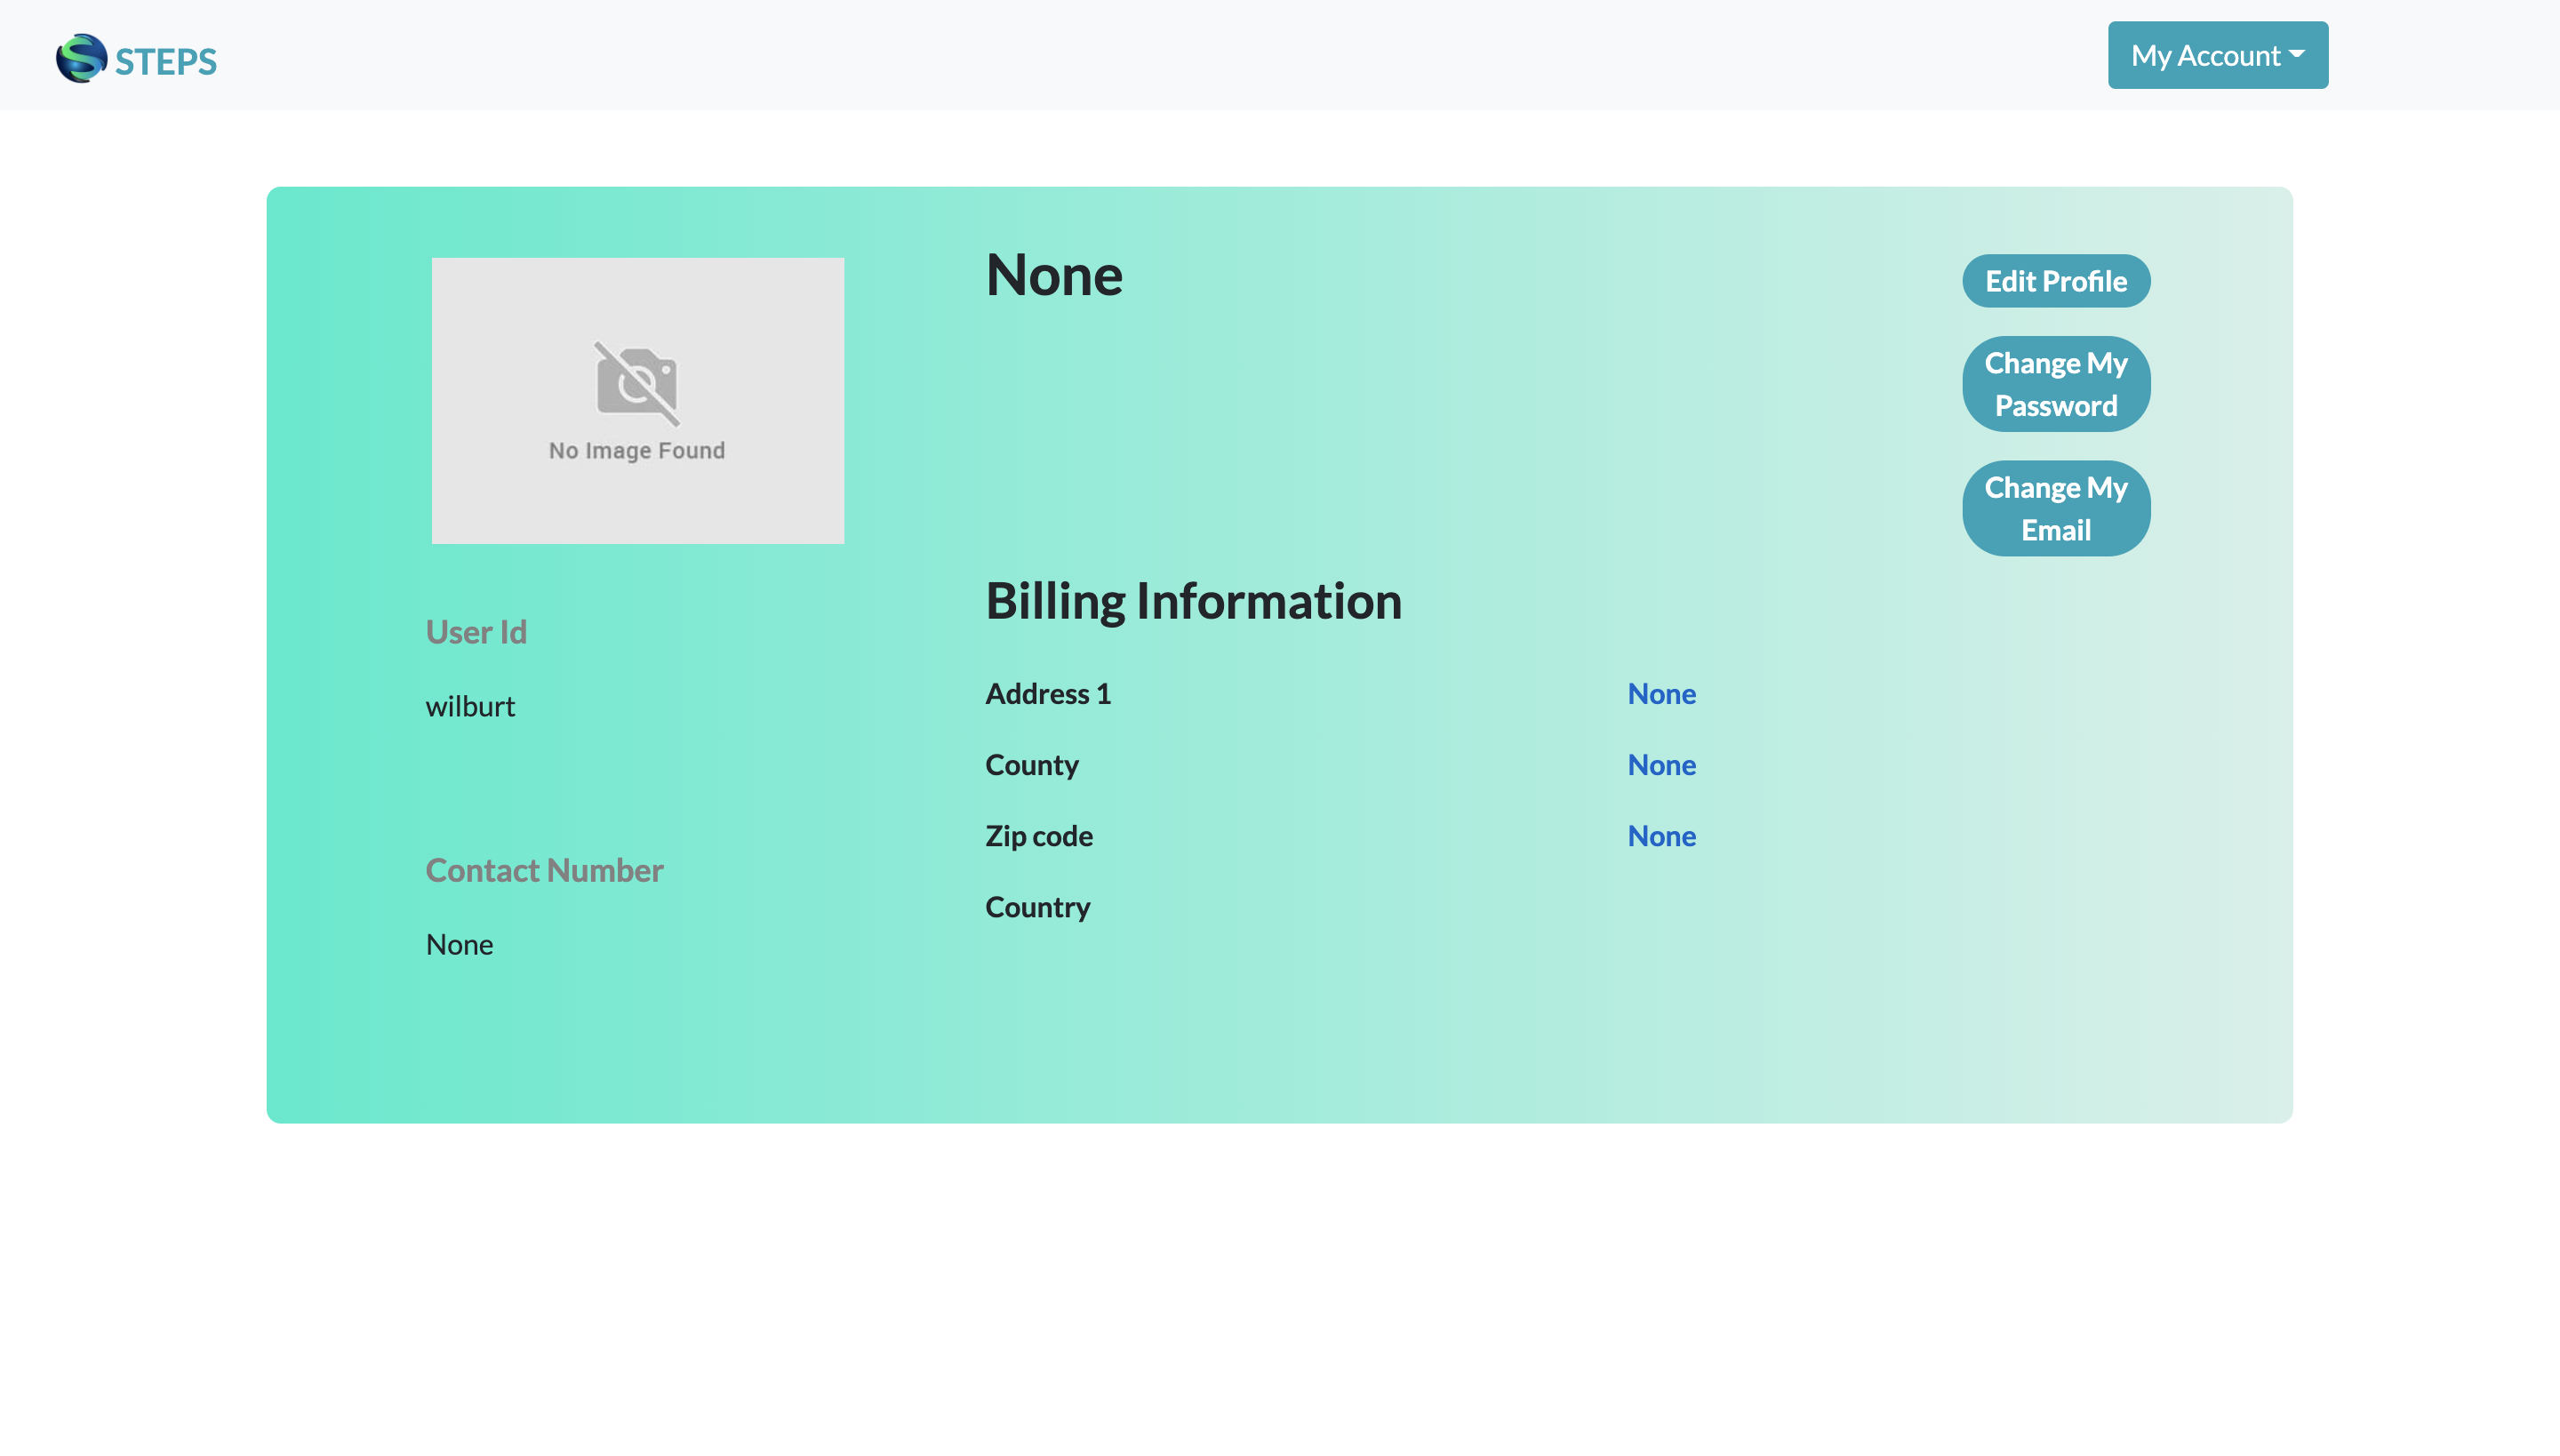 STEPS
My Account
None
Edit Profile
Change My
Password
Change My
Email
No Image Found
User Id
wilburt
Contact Number
None
Billing Information
Address 1 None
County None
Zip code None
Country